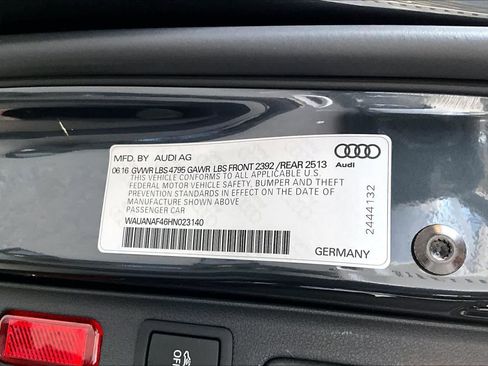 MFD. BY AUDI AG
Audi
06.16 GVWR LBS 4795 GAWR LBS FRONT 2392 /REAR 2513
THIS VEHICLE CONFORMS TO ALL APPLICABLE U.S.
FEDERAL MOTOR VEHICLE SAFETY, BUMPER AND THEFT
PREVENTION STANDARDS IN EFFECT ON THE DATE OF
MANUFACTURE SHOWN ABOVE
PASSENGER CAR
WAUANAF46HN023140
GERMANY
2444132
OFF